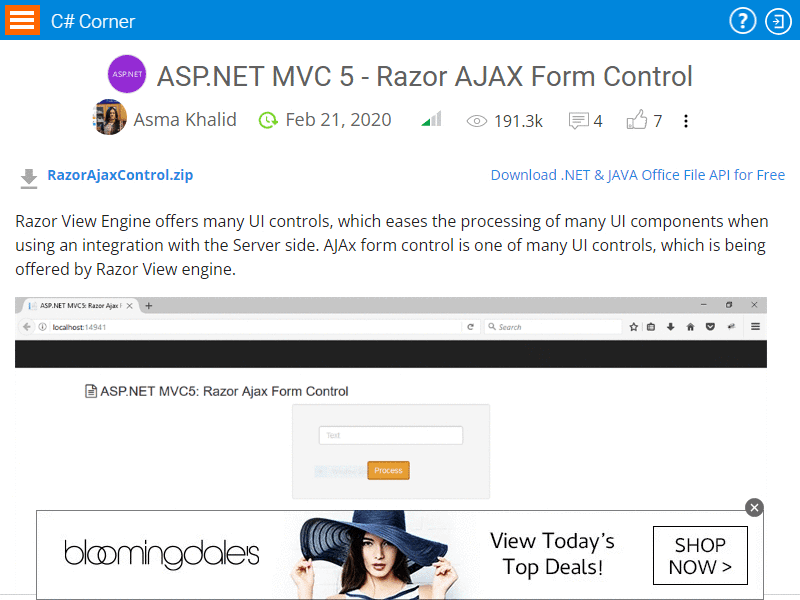 C# Corner
?
ASP.NET
ASP.NET MVC 5 - Razor AJAX Form Control
Asma Khalid
Feb 21, 2020
191.3k
4
7
RazorAjaxControl.zip
Download .NET & JAVA Office File API for Free
Razor View Engine offers many UI controls, which eases the processing of many UI components when
using an integration with the Server side. AJAx form control is one of many UI controls, which is being
offered by Razor View engine.
ASP.NET MVC5: Razor Ajax
localhost:14941
Search
ASP.NET MVC5: Razor Ajax Form Control
Text
Process
bloomingdale's
View Today's
Top Deals!
SHOP
NOW >